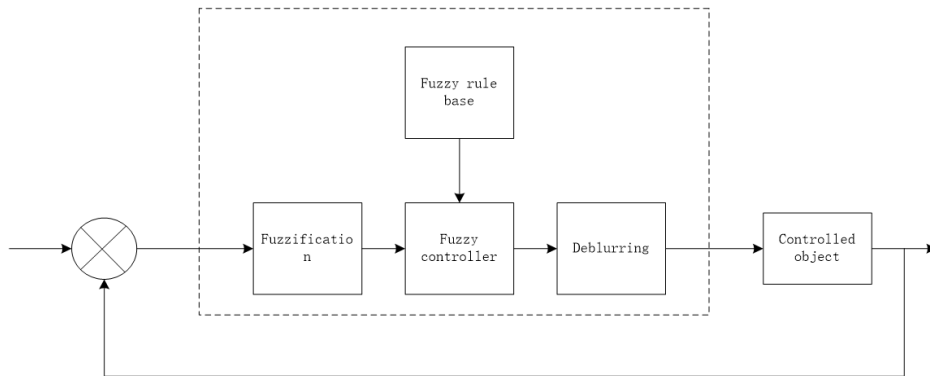 Fuzzy rule
base
Fuzzificatio
n
Fuzzy
controller
Deblurring
Controlled
object